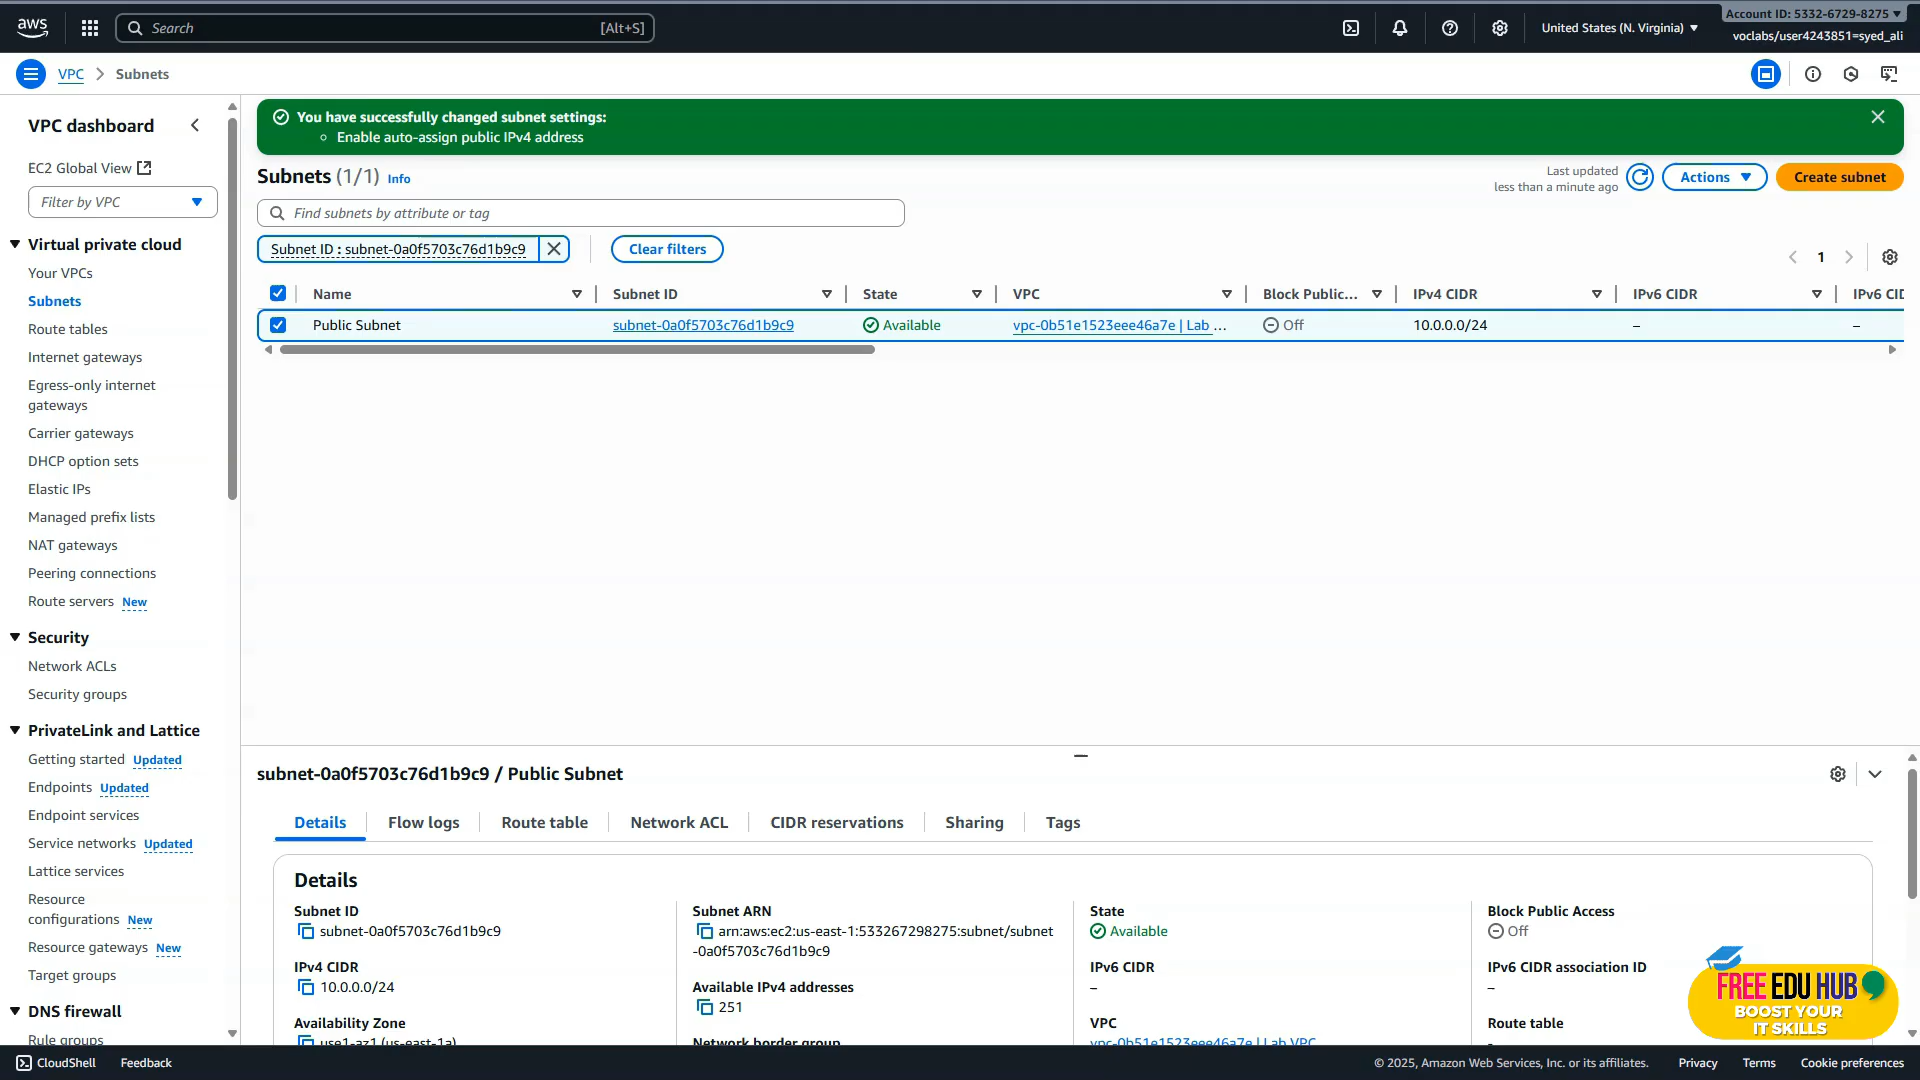 aws
Search
[Alt+S]
United States (N. Virginia)
Account ID: 5332-6729-8275
voclabs/user4243851=syed_ali
VPC
Subnets
VPC dashboard
EC2 Global View
Filter by VPC
Virtual private cloud
Your VPCs
Subnets
Route tables
Internet gateways
Egress-only internet
gateways
Carrier gateways
DHCP option sets
Elastic IPs
Managed prefix lists
NAT gateways
Peering connections
Route servers New
Security
Network ACLs
Security groups
PrivateLink and Lattice
Getting started Updated
Endpoints Updated
Endpoint services
Service networks Updated
Lattice services
Resource
configurations New
Resource gateways New
Target groups
DNS firewall
Rule groups
You have successfully changed subnet settings:
Enable auto-assign public IPv4 address
Subnets (1/1) Info
Last updated
less than a minute ago
Actions
Create subnet
Find subnets by attribute or tag
Subnet ID : subnet-0a0f5703c76d1b9c9
Clear filters
1
Name Subnet ID State VPC Block Public... IPv4 CIDR IPv6 CIDR IPv6 CID
Public Subnet subnet-0a0f5703c76d1b9c9 Available vpc-0b51e1523eee46a7e | Lab ... Off 10.0.0.0/24 – –
subnet-0a0f5703c76d1b9c9 / Public Subnet
Details Flow logs Route table Network ACL CIDR reservations Sharing Tags
Details
Subnet ID
subnet-0a0f5703c76d1b9c9
IPv4 CIDR
10.0.0.0/24
Availability Zone
use1-az1 (us-east-1a)
Subnet ARN
arn:aws:ec2:us-east-1:533267298275:subnet/subnet
-0a0f5703c76d1b9c9
Available IPv4 addresses
251
Network border group
State
Available
IPv6 CIDR
–
VPC
vpc-0b51e1523eee46a7e | Lab VPC
Block Public Access
Off
IPv6 CIDR association ID
–
Route table
-
FREE EDU HUB
BOOST YOUR
IT SKILLS
CloudShell
Feedback
© 2025, Amazon Web Services, Inc. or its affiliates.
Privacy
Terms
Cookie preferences